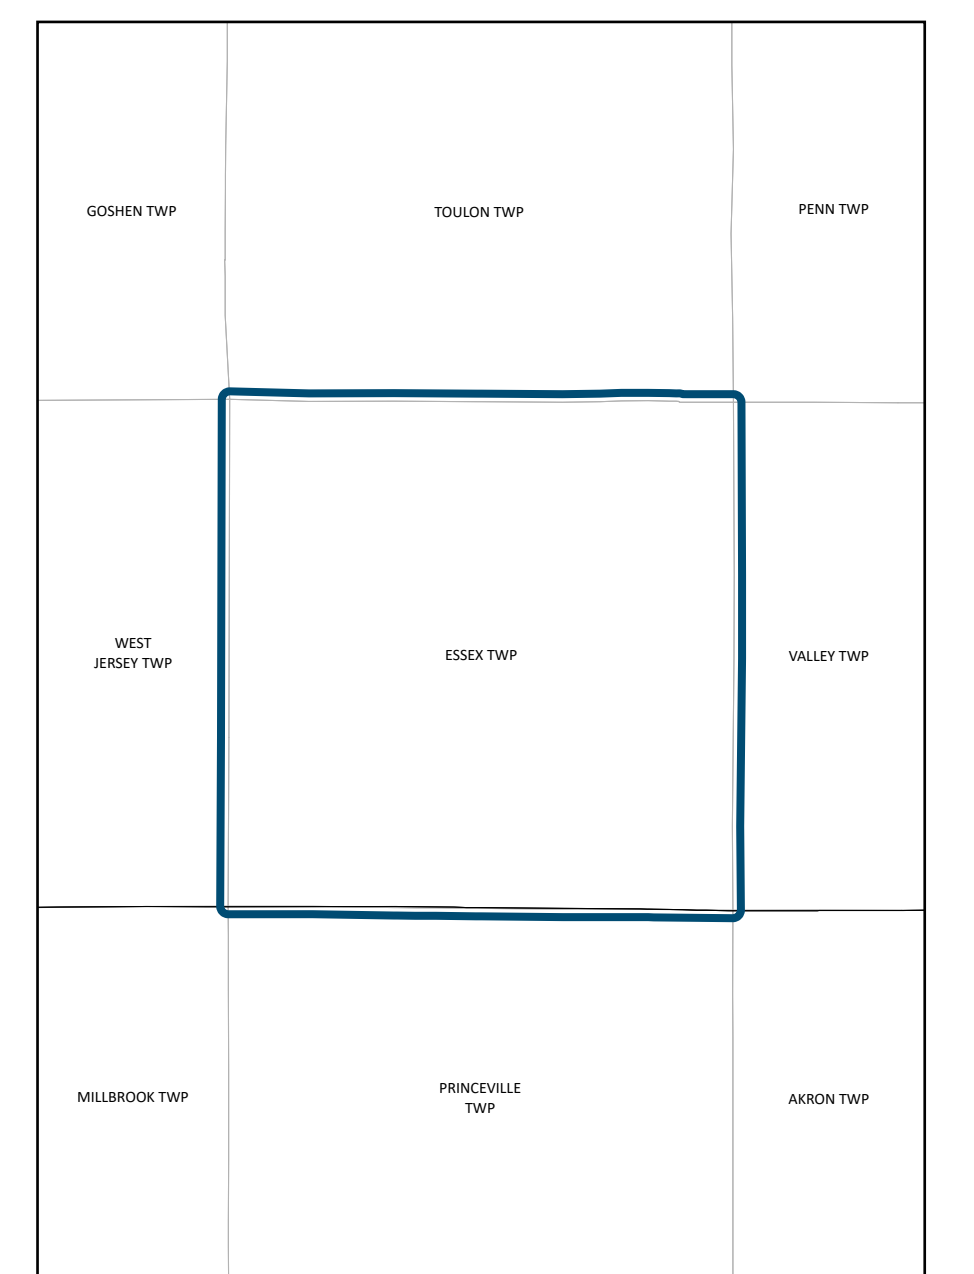 GOSHEN TWP
TOULON TWP
PENN TWP
WEST
JERSEY TWP
ESSEX TWP
VALLEY TWP
MILLBROOK TWP
PRINCEVILLE
TWP
AKRON TWP